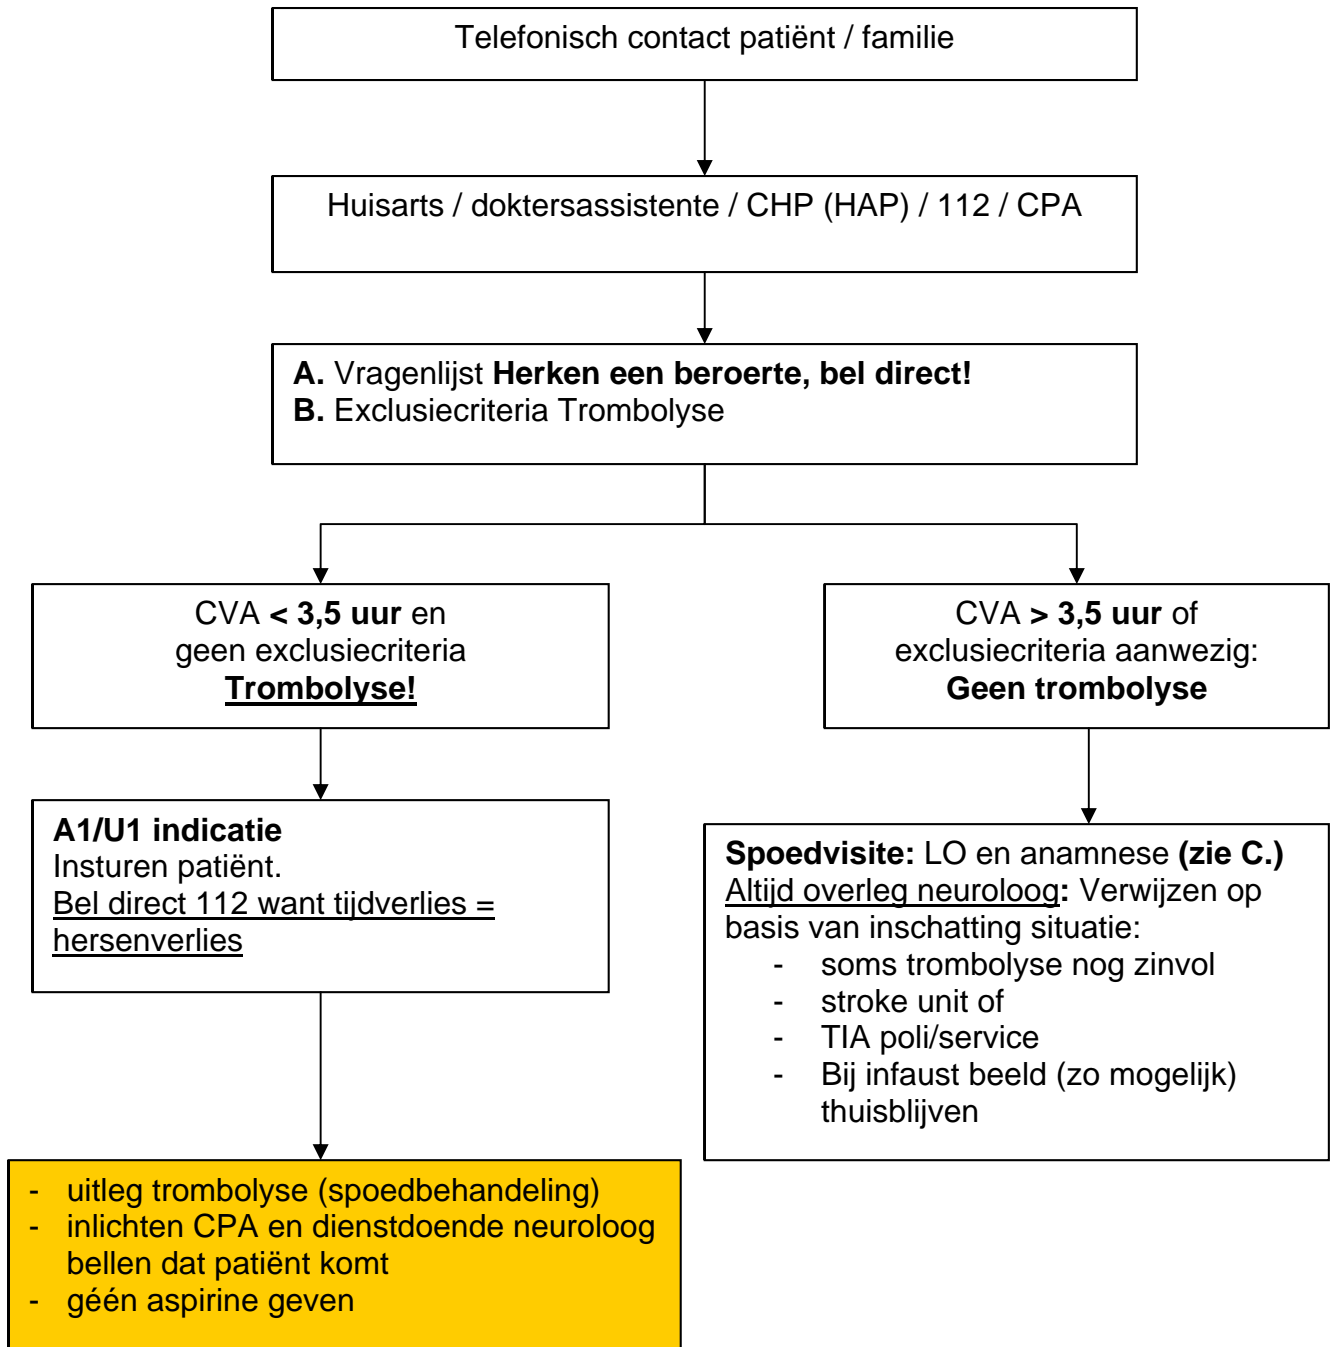 Telefonisch contact patiënt / familie
Huisarts / doktersassistente / CHP (HAP) / 112 / CPA
A. Vragenlijst Herken een beroerte, bel direct!
B. Exclusiecriteria Trombolyse
CVA < 3,5 uur en
geen exclusiecriteria
Trombolyse!
CVA > 3,5 uur of
exclusiecriteria aanwezig:
Geen trombolyse
A1/U1 indicatie
Insturen patiënt.
Bel direct 112 want tijdverlies =
hersenverlies
Spoedvisite: LO en anamnese (zie C.)
Altijd overleg neuroloog: Verwijzen op
basis van inschatting situatie:
- soms trombolyse nog zinvol
- stroke unit of
- TIA poli/service
- Bij infaust beeld (zo mogelijk)
thuisblijven
- uitleg trombolyse (spoedbehandeling)
- inlichten CPA en dienstdoende neuroloog
bellen dat patiënt komt
- géén aspirine geven